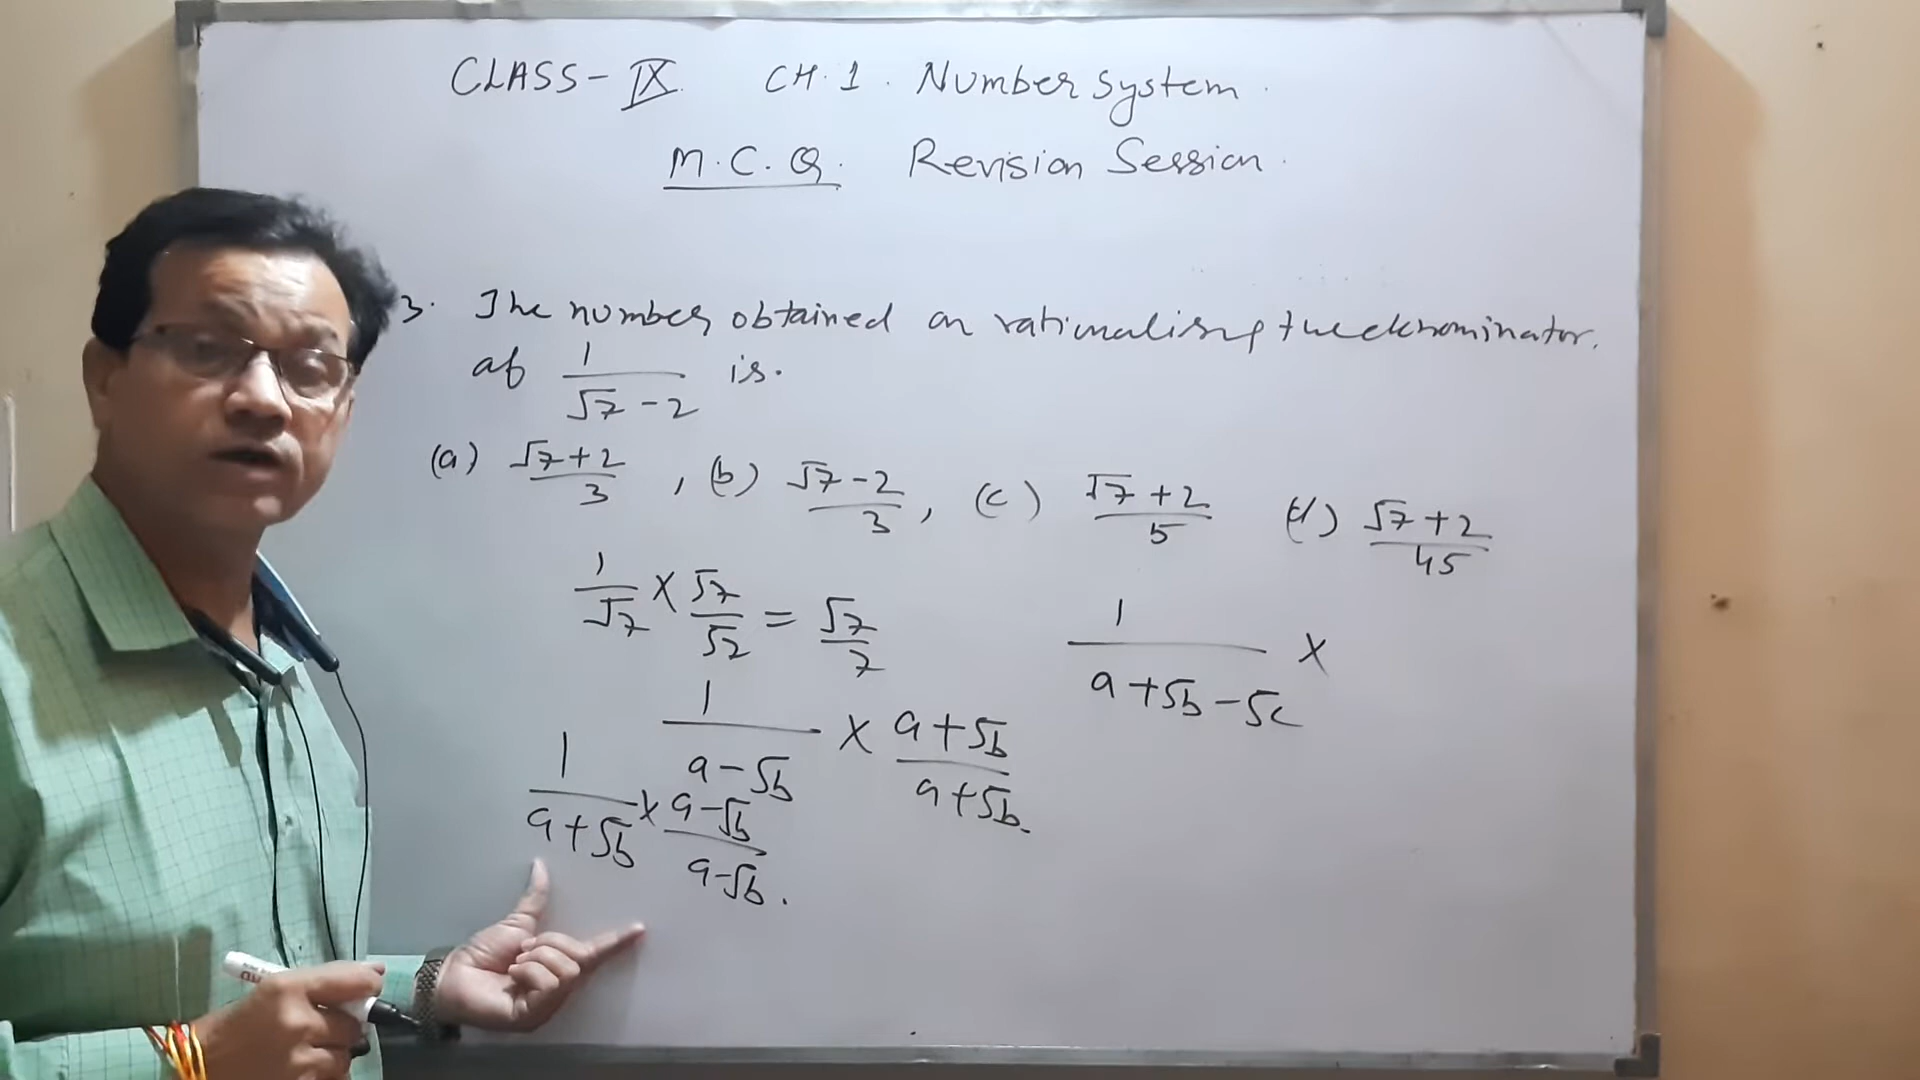 CLASS - IX. CH. 1. Number System.
M.C.Q. Revision Session.
3. The number obtained on rationalising the denominator.
of 1/(√7 - 2) is.
(a) (√7 + 2)/3 , (b) (√7 - 2)/3 , (c) (√7 + 2)/5 (d) (√7 + 2)/45
1/√7 × √7/√7 = √7/7
1/(a + √b - √c) ×
1/(a - √b) × (a + √b)/(a + √b).
1/(a + √b) × (a - √b)/(a - √b).